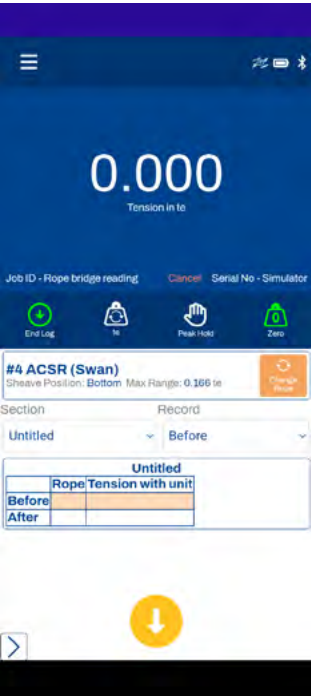 0.000
Tension in te
Job ID - Rope bridge reading Cancel Serial No - Simulator
End Log te Peak Hold 0 Zero
#4 ACSR (Swan)
Sheave Position: Bottom Max Range: 0.166 te
Change Rope
Section Record
Untitled Before
Untitled
Rope Tension with unit
Before
After